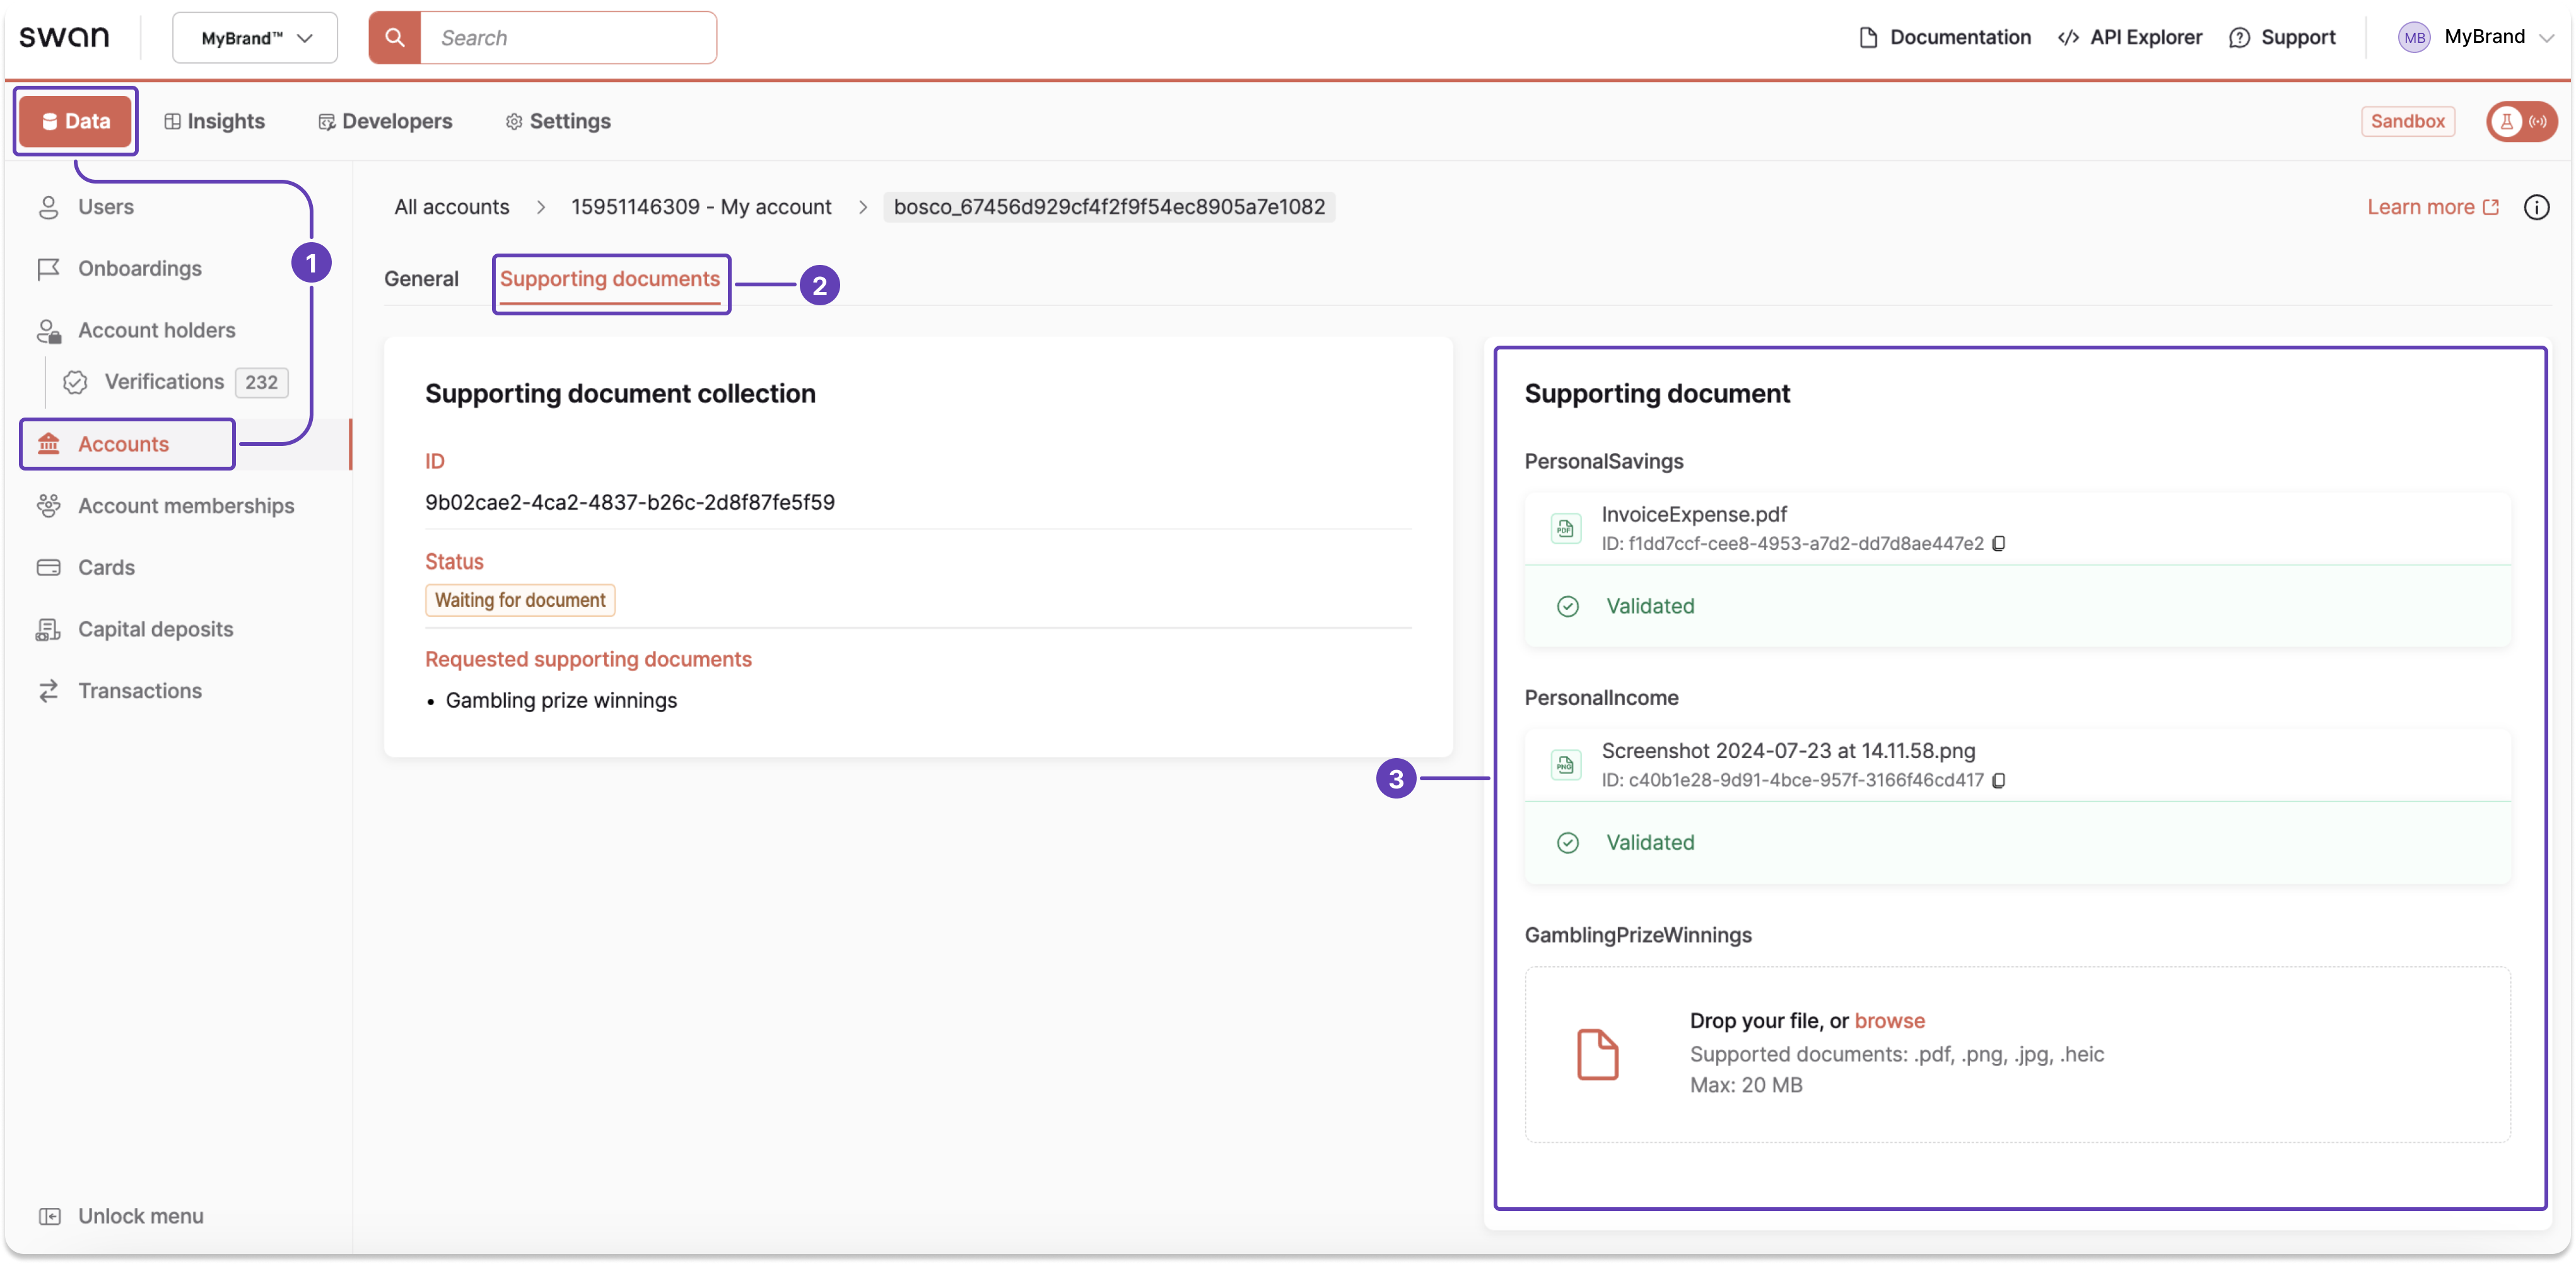 swan
MyBrand™
Search
Documentation
API Explorer
Support
MB
MyBrand
Data
Insights
Developers
Settings
Sandbox
Users
Onboardings
Account holders
Verifications 232
Accounts
Account memberships
Cards
Capital deposits
Transactions
Unlock menu
1
All accounts > 15951146309 - My account > bosco_67456d929cf4f2f9f54ec8905a7e1082
Learn more
General
Supporting documents
2
Supporting document collection
ID
9b02cae2-4ca2-4837-b26c-2d8f87fe5f59
Status
Waiting for document
Requested supporting documents
• Gambling prize winnings
3
Supporting document
PersonalSavings
PDF
InvoiceExpense.pdf
ID: f1dd7ccf-cee8-4953-a7d2-dd7d8ae447e2
Validated
PersonalIncome
PNG
Screenshot 2024-07-23 at 14.11.58.png
ID: c40b1e28-9d91-4bce-957f-3166f46cd417
Validated
GamblingPrizeWinnings
Drop your file, or browse
Supported documents: .pdf, .png, .jpg, .heic
Max: 20 MB